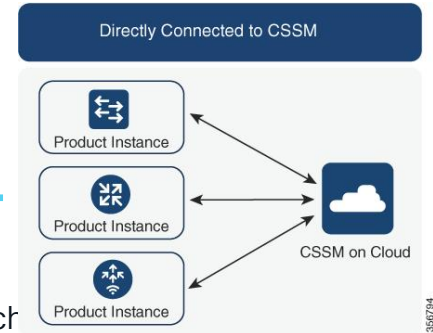 Directly Connected to CSSM
Product Instance
Product Instance
CSSM on Cloud
Product Instance
356794